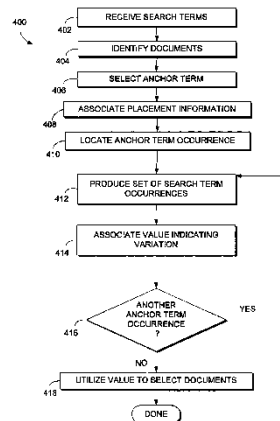 400
RECEIVE SEARCH TERMS
402
IDENTIFY DOCUMENTS
404
SELECT ANCHOR TERM
406
ASSOCIATE PLACEMENT INFORMATION
408
LOCATE ANCHOR TERM OCCURRENCE
410
PRODUCE SET OF SEARCH TERM
OCCURRENCES
412
ASSOCIATE VALUE INDICATING
VARIATION
414
ANOTHER
ANCHOR TERM
OCCURRENCE
?
YES
416
NO
UTILIZE VALUE TO SELECT DOCUMENTS
418
DONE